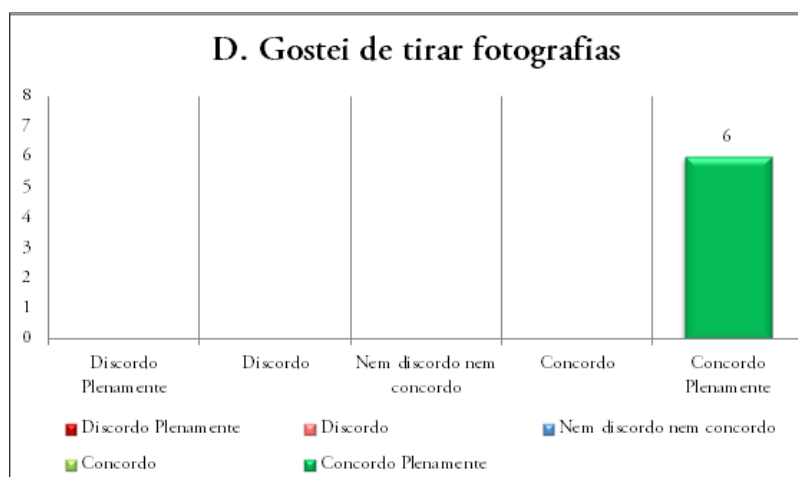 D. Gostei de tirar fotografias
8
7
6
5
4
3
2
1
0
6
Discordo Plenamente
Discordo
Nem discordo nem concordo
Concordo
Concordo Plenamente
Discordo Plenamente
Discordo
Nem discordo nem concordo
Concordo
Concordo Plenamente